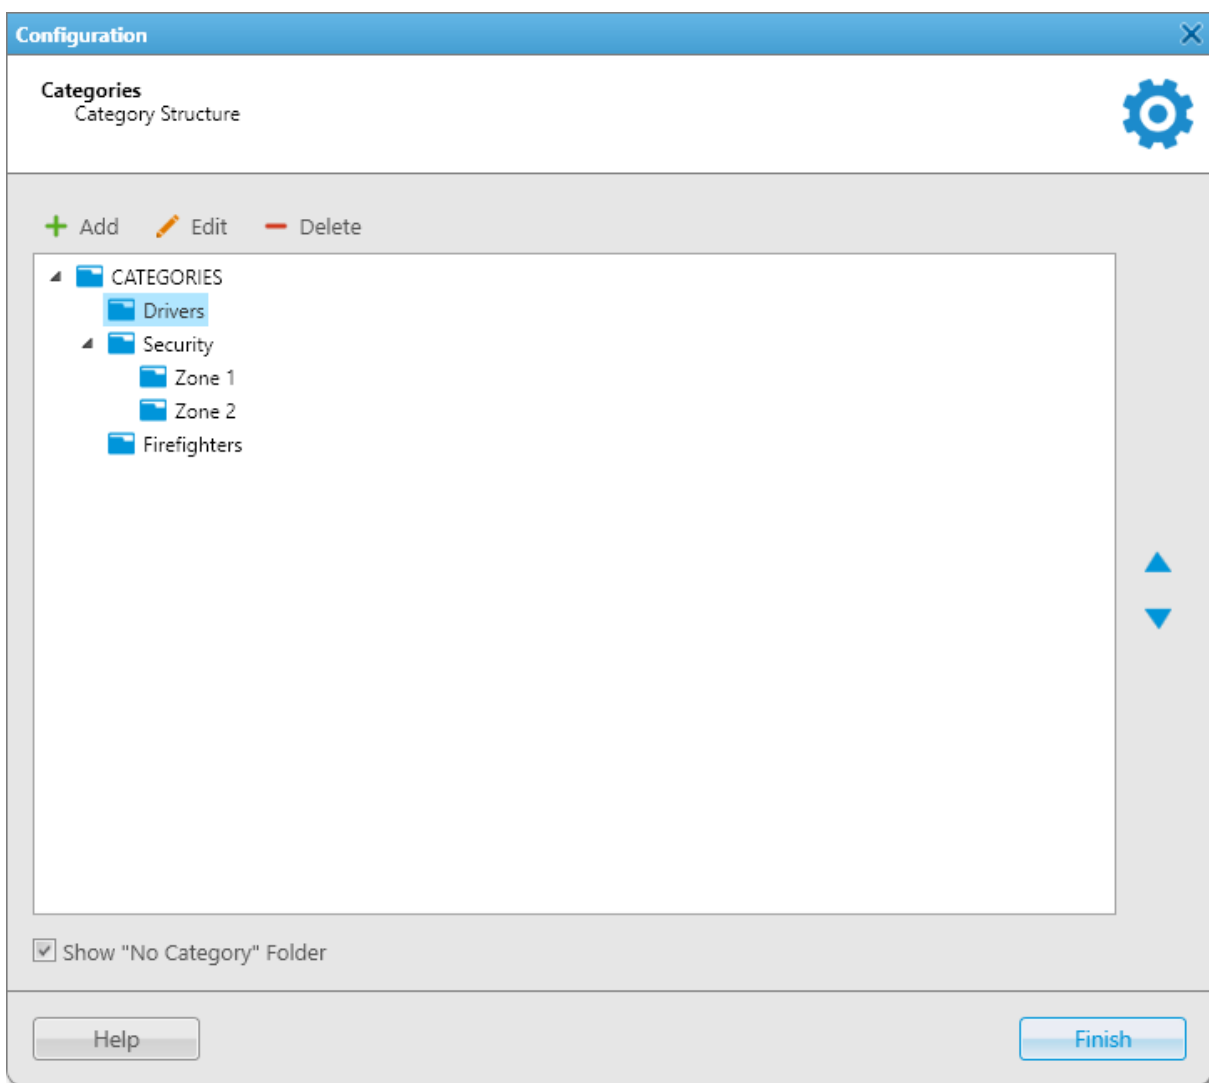 Configuration
Categories
Category Structure
Add Edit Delete
CATEGORIES
Drivers
Security
Zone 1
Zone 2
Firefighters
Show "No Category" Folder
Help Finish